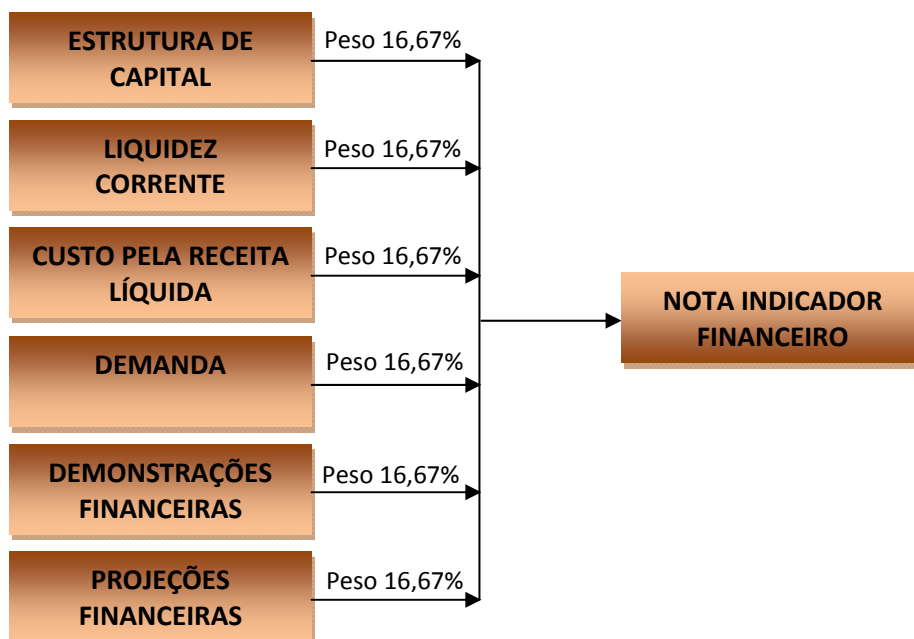 ESTRUTURA DE
CAPITAL
Peso 16,67%
LIQUIDEZ
CORRENTE
Peso 16,67%
CUSTO PELA RECEITA
LÍQUIDA
Peso 16,67%
DEMANDA
Peso 16,67%
DEMONSTRAÇÕES
FINANCEIRAS
Peso 16,67%
PROJEÇÕES
FINANCEIRAS
Peso 16,67%
NOTA INDICADOR
FINANCEIRO